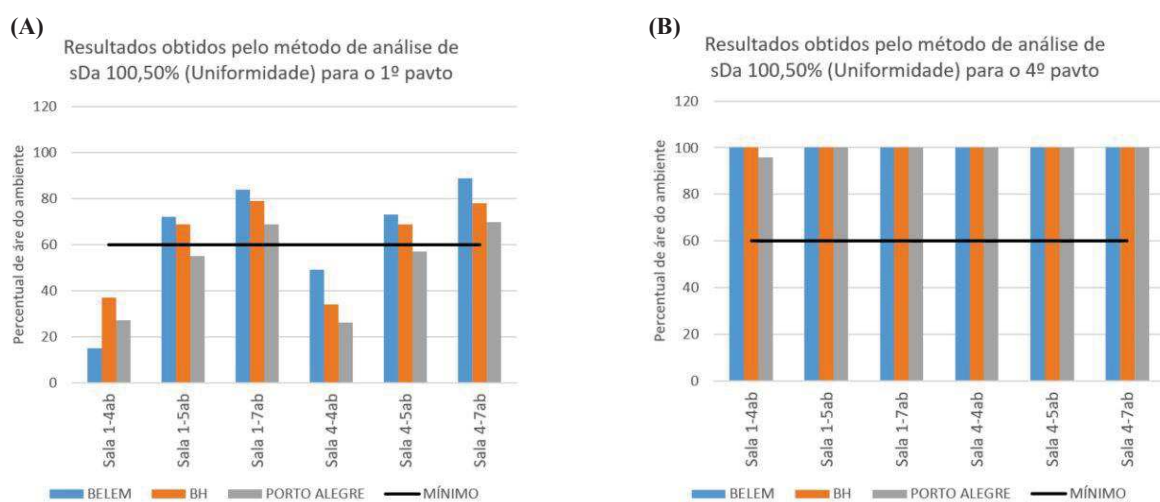 (A)
Resultados obtidos pelo método de análise de
sDa 100,50% (Uniformidade) para o 1º pavto
Percentual de áre do ambiente
120
100
80
60
40
20
0
Sala 1-4ab
Sala 1-5ab
Sala 1-7ab
Sala 4-4ab
Sala 4-5ab
Sala 4-7ab
BELEM BH PORTO ALEGRE MÍNIMO
(B)
Resultados obtidos pelo método de análise de
sDa 100,50% (Uniformidade) para o 4º pavto
Percentual de áre do ambiente
120
100
80
60
40
20
0
Sala 1-4ab
Sala 1-5ab
Sala 1-7ab
Sala 4-4ab
Sala 4-5ab
Sala 4-7ab
BELEM BH PORTO ALEGRE MÍNIMO